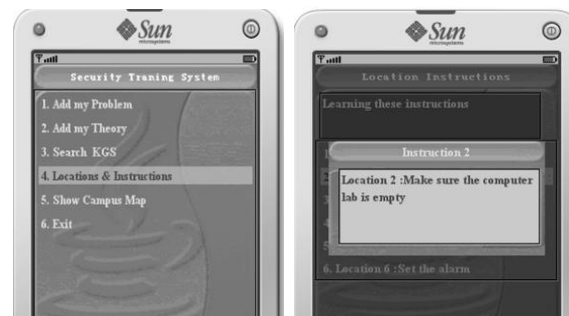 Sun
microsystems
Security Traning System
1. Add my Problem
2. Add my Theory
3. Search KGS
4. Locations & Instructions
5. Show Campus Map
6. Exit
Sun
microsystems
Location Instructions
Learning these instructions
Instruction 2
Location 2 :Make sure the computer
lab is empty
6. Location 6 :Set the alarm